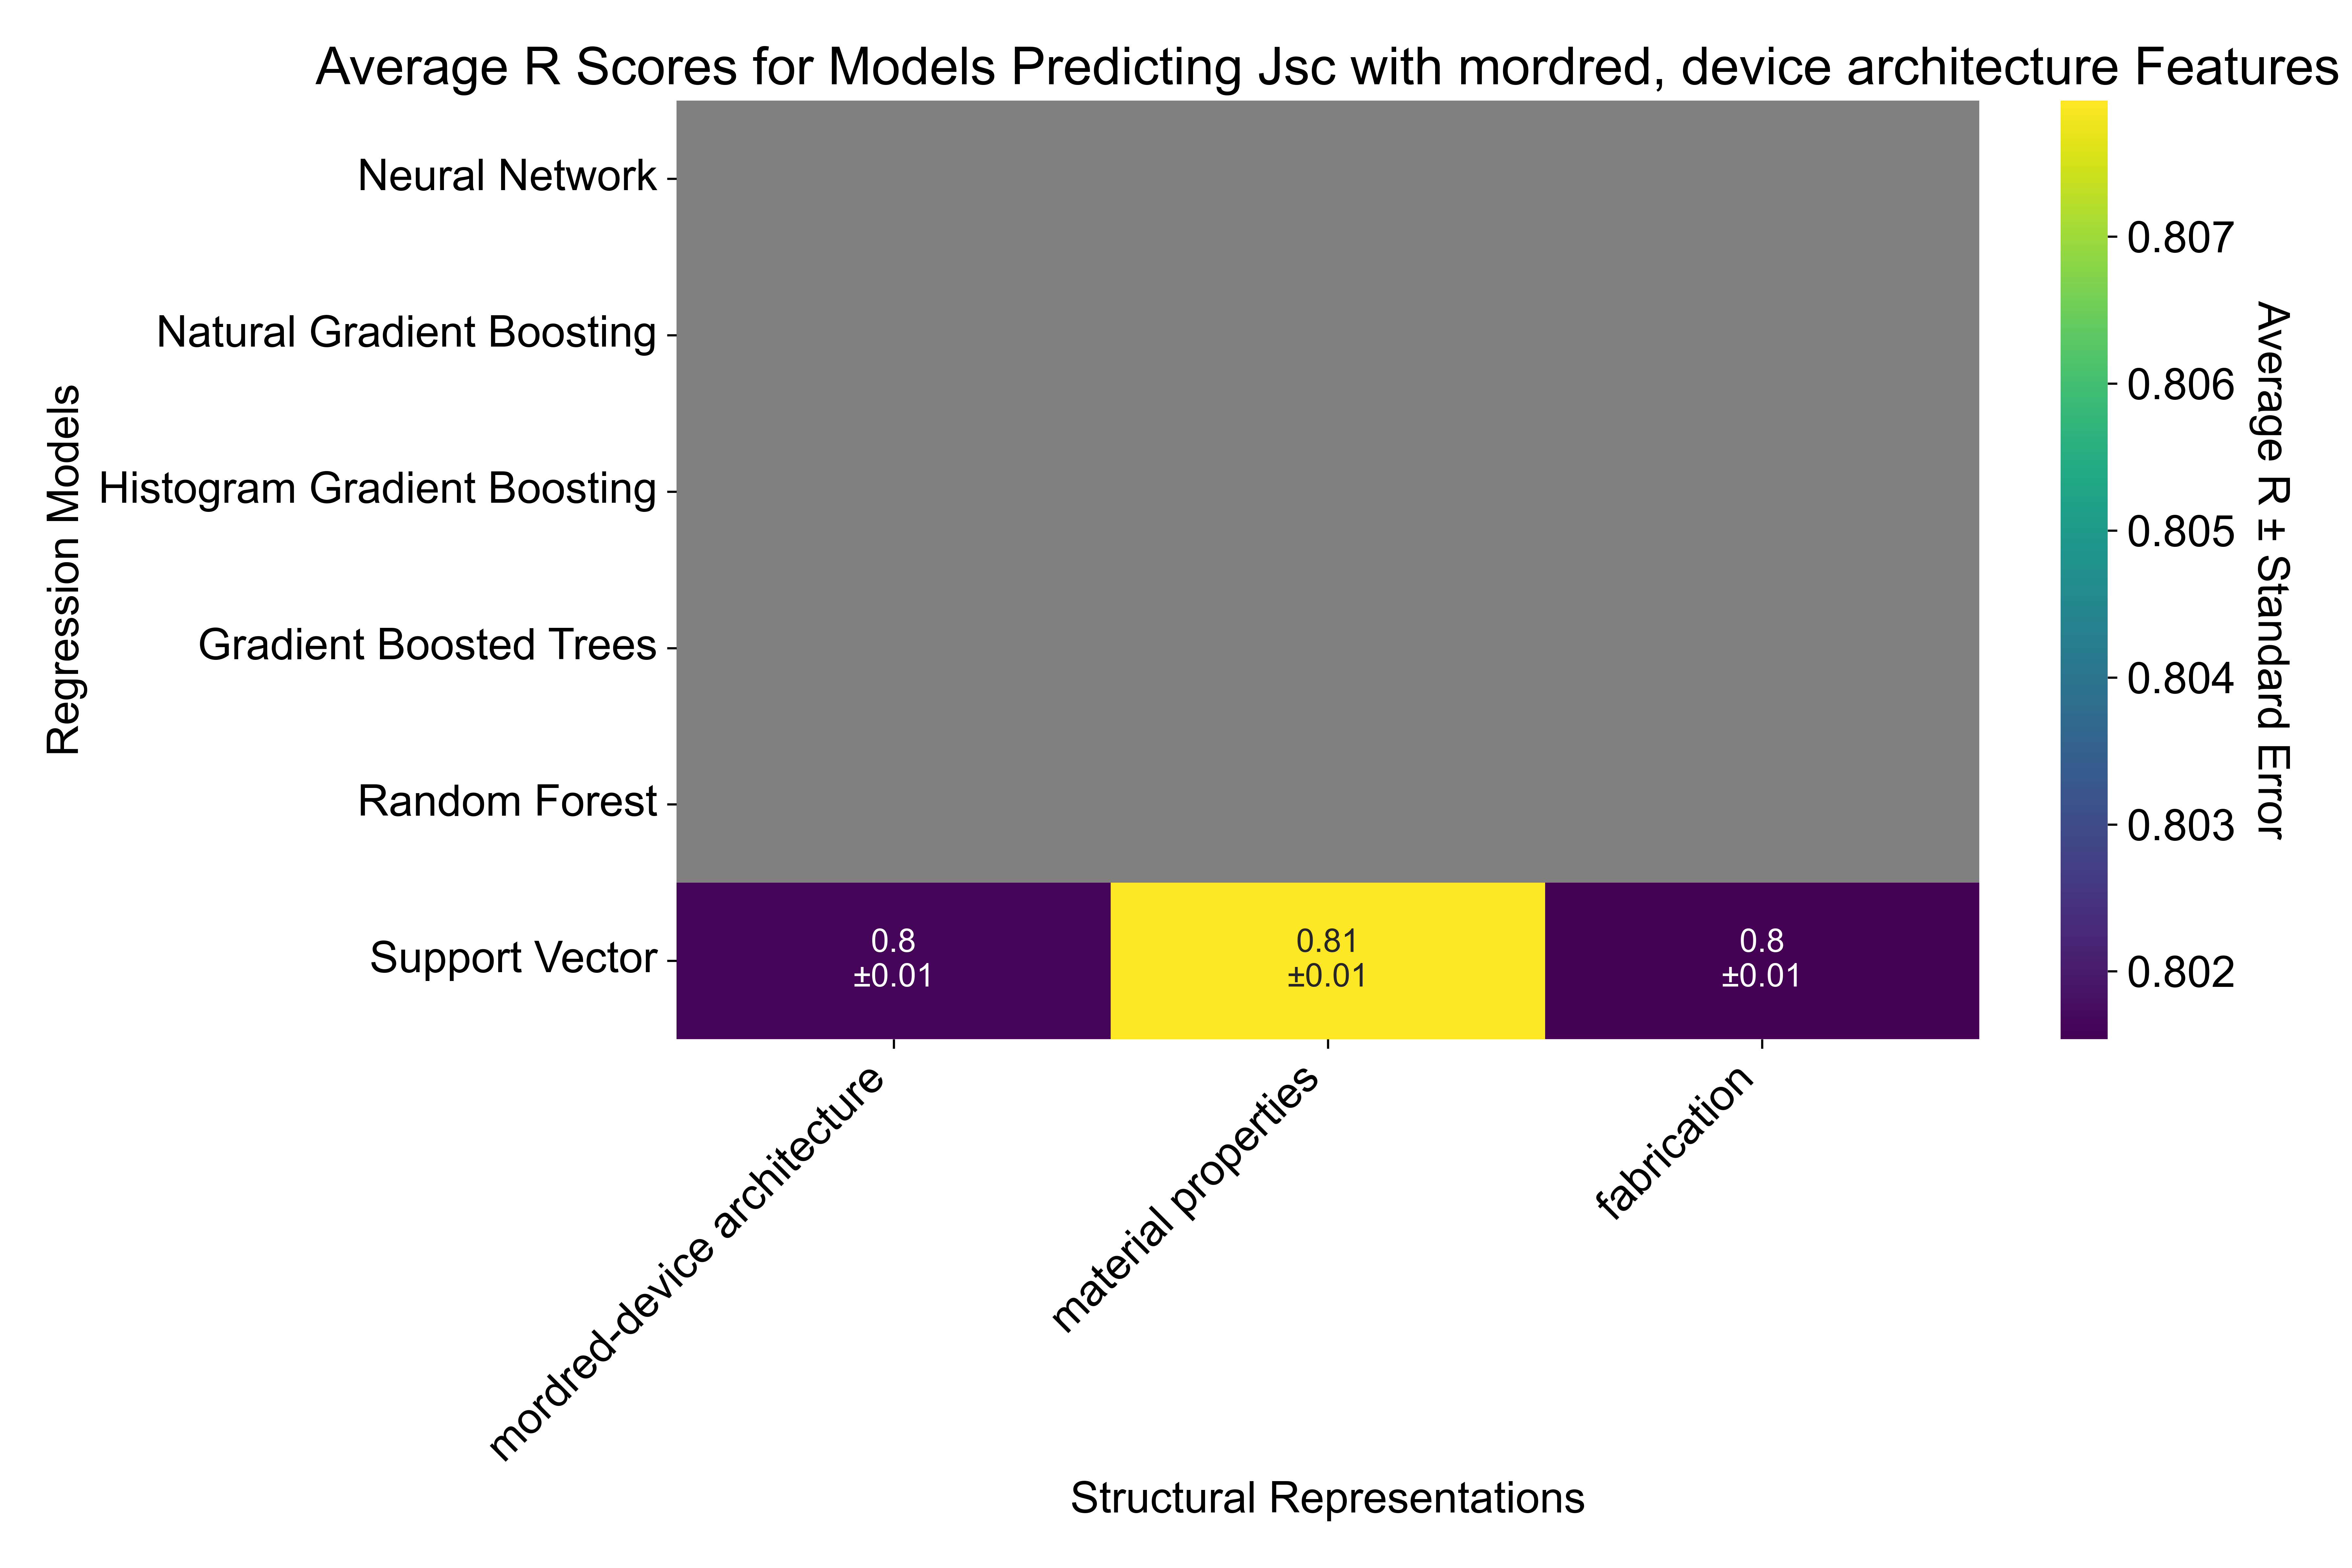 Average R Scores for Models Predicting Jsc with mordred, device architecture Features
Regression Models
Neural Network
Natural Gradient Boosting
Histogram Gradient Boosting
Gradient Boosted Trees
Random Forest
Support Vector
0.8
±0.01
0.81
±0.01
0.8
±0.01
mordred-device architecture
material properties
fabrication
Structural Representations
0.807
0.806
0.805
0.804
0.803
0.802
Average R ± Standard Error